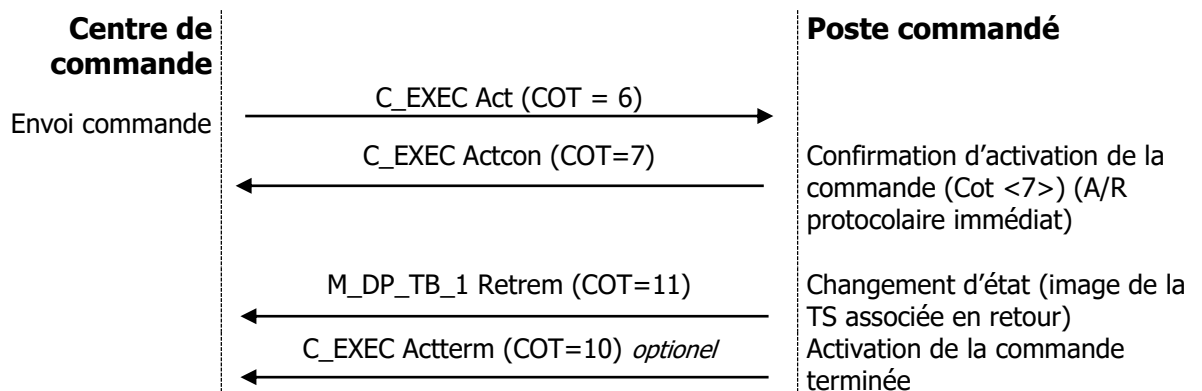 Centre de
commande
Poste commandé
C_EXEC Act (COT = 6)
Envoi commande
C_EXEC Actcon (COT=7)
Confirmation d’activation de la
commande (Cot <7>) (A/R
protocolaire immédiat)
M_DP_TB_1 Retrem (COT=11)
Changement d’état (image de la
TS associée en retour)
C_EXEC Actterm (COT=10) optionel
Activation de la commande
terminée